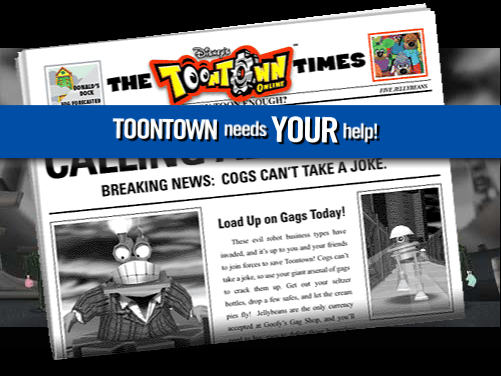 DONALD'S
DOCK
FOG FORECASTED
THE Disney's TOONTOWN ONLINE TIMES
FIVE JELLYBEANS
ENOUGH?
TOONTOWN needs YOUR help!
CALLING
BREAKING NEWS: COGS CAN'T TAKE A JOKE.
Load Up on Gags Today!
These evil robot business types have
invaded, and it's up to you and your friends
to join forces to save Toontown! Cogs can't
take a joke, so use your giant arsenal of gags
to crack them up. Get out your seltzer
bottles, drop a few safes, and let the cream
pies fly! Jellybeans are the only currency
accepted at Goofy's Gag Shop, and you'll